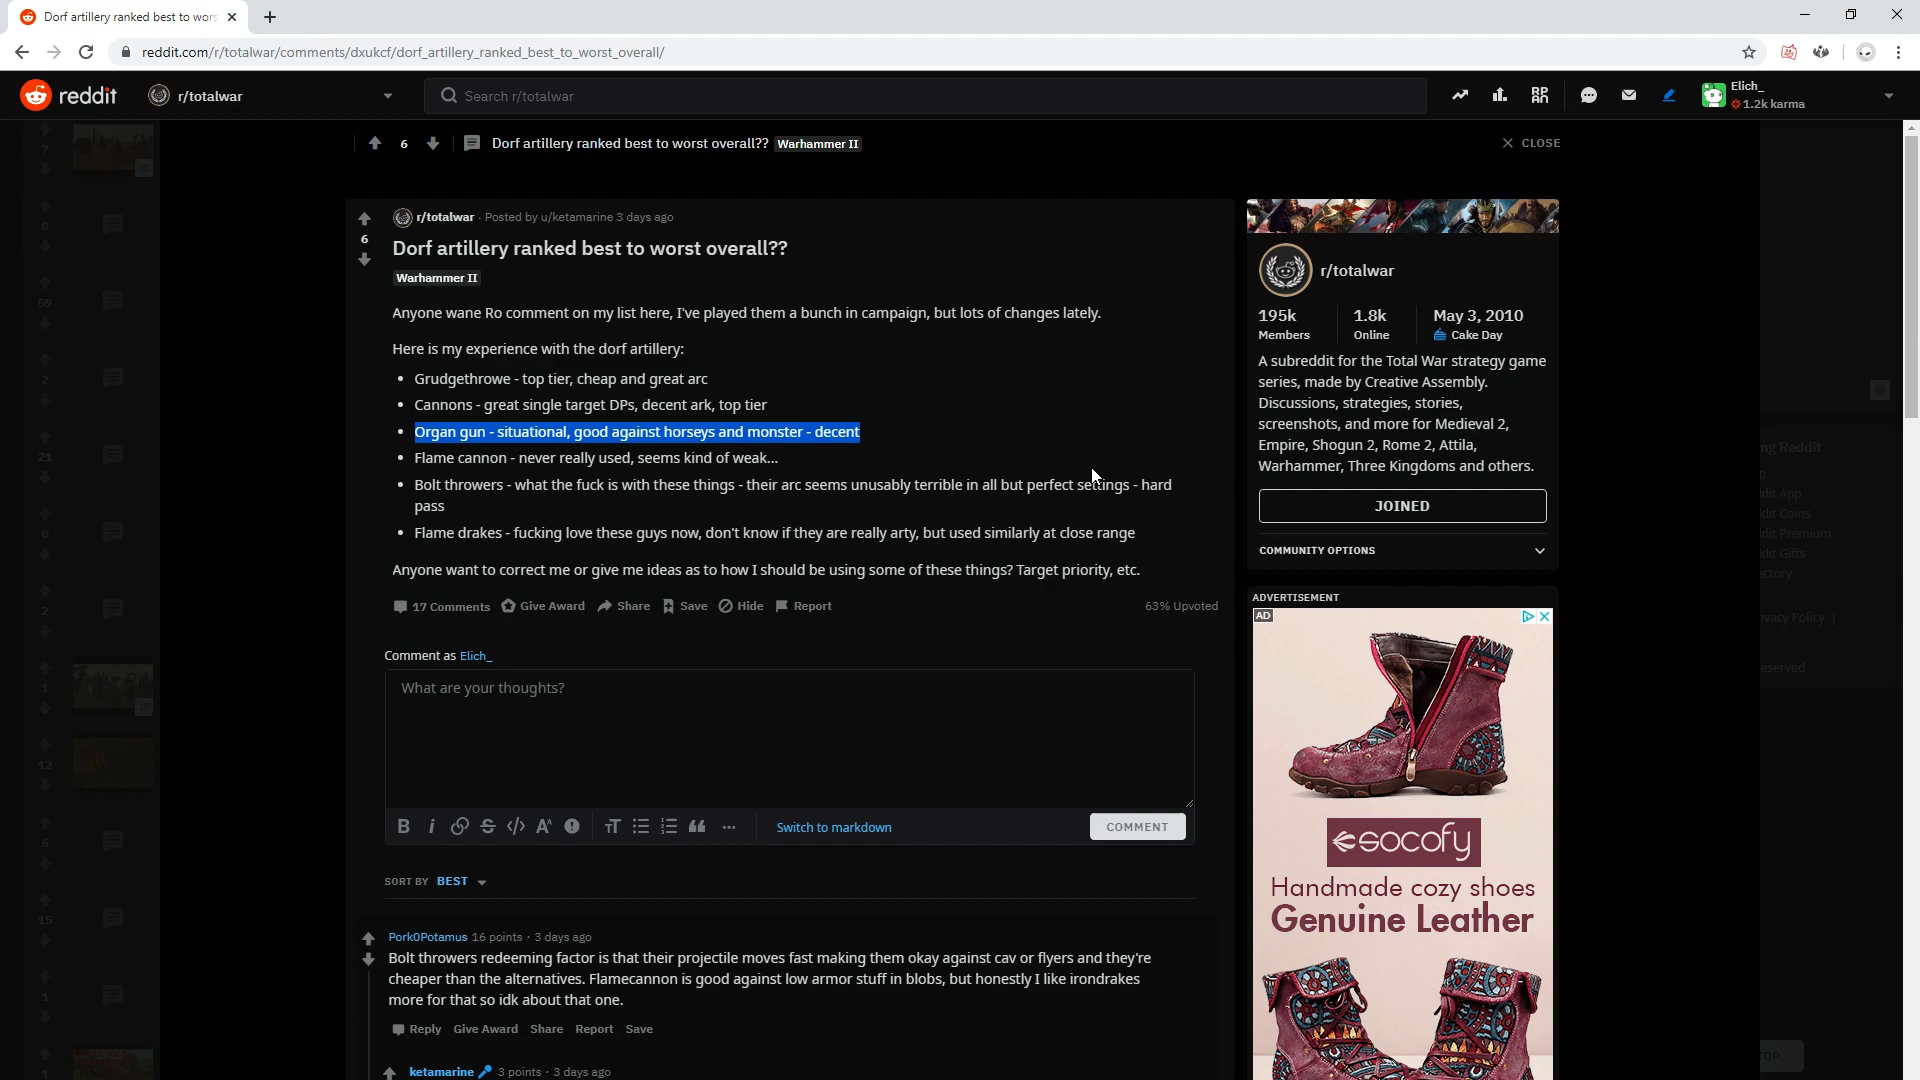 Dorf artillery ranked best to wors
reddit.com/r/totalwar/comments/dxukcf/dorf_artillery_ranked_best_to_worst_overall/
reddit
r/totalwar
Search r/totalwar
Elich_
1.2k karma
6
Dorf artillery ranked best to worst overall??
Warhammer II
CLOSE
r/totalwar · Posted by u/ketamarine 3 days ago
6
Dorf artillery ranked best to worst overall??
Warhammer II
Anyone wane Ro comment on my list here, I've played them a bunch in campaign, but lots of changes lately.
Here is my experience with the dorf artillery:
• Grudgethrowe - top tier, cheap and great arc
• Cannons - great single target DPs, decent ark, top tier
• Organ gun - situational, good against horseys and monster - decent
• Flame cannon - never really used, seems kind of weak...
• Bolt throwers - what the fuck is with these things - their arc seems unusably terrible in all but perfect settings - hard
pass
• Flame drakes - fucking love these guys now, don't know if they are really arty, but used similarly at close range
Anyone want to correct me or give me ideas as to how I should be using some of these things? Target priority, etc.
17 Comments Give Award Share Save Hide Report
63% Upvoted
Comment as Elich_
What are your thoughts?
Switch to markdown
COMMENT
SORT BY BEST
PorkOPotamus 16 points · 3 days ago
Bolt throwers redeeming factor is that their projectile moves fast making them okay against cav or flyers and they're
cheaper than the alternatives. Flamecannon is good against low armor stuff in blobs, but honestly I like irondrakes
more for that so idk about that one.
Reply Give Award Share Report Save
ketamarine 3 points · 3 days ago
r/totalwar
195k 1.8k May 3, 2010
Members Online Cake Day
A subreddit for the Total War strategy game
series, made by Creative Assembly.
Discussions, strategies, stories,
screenshots, and more for Medieval 2,
Empire, Shogun 2, Rome 2, Attila,
Warhammer, Three Kingdoms and others.
JOINED
COMMUNITY OPTIONS
ADVERTISEMENT
AD
socofy
Handmade cozy shoes
Genuine Leather
7
0
59
2
21
0
2
1
12
6
15
1
1